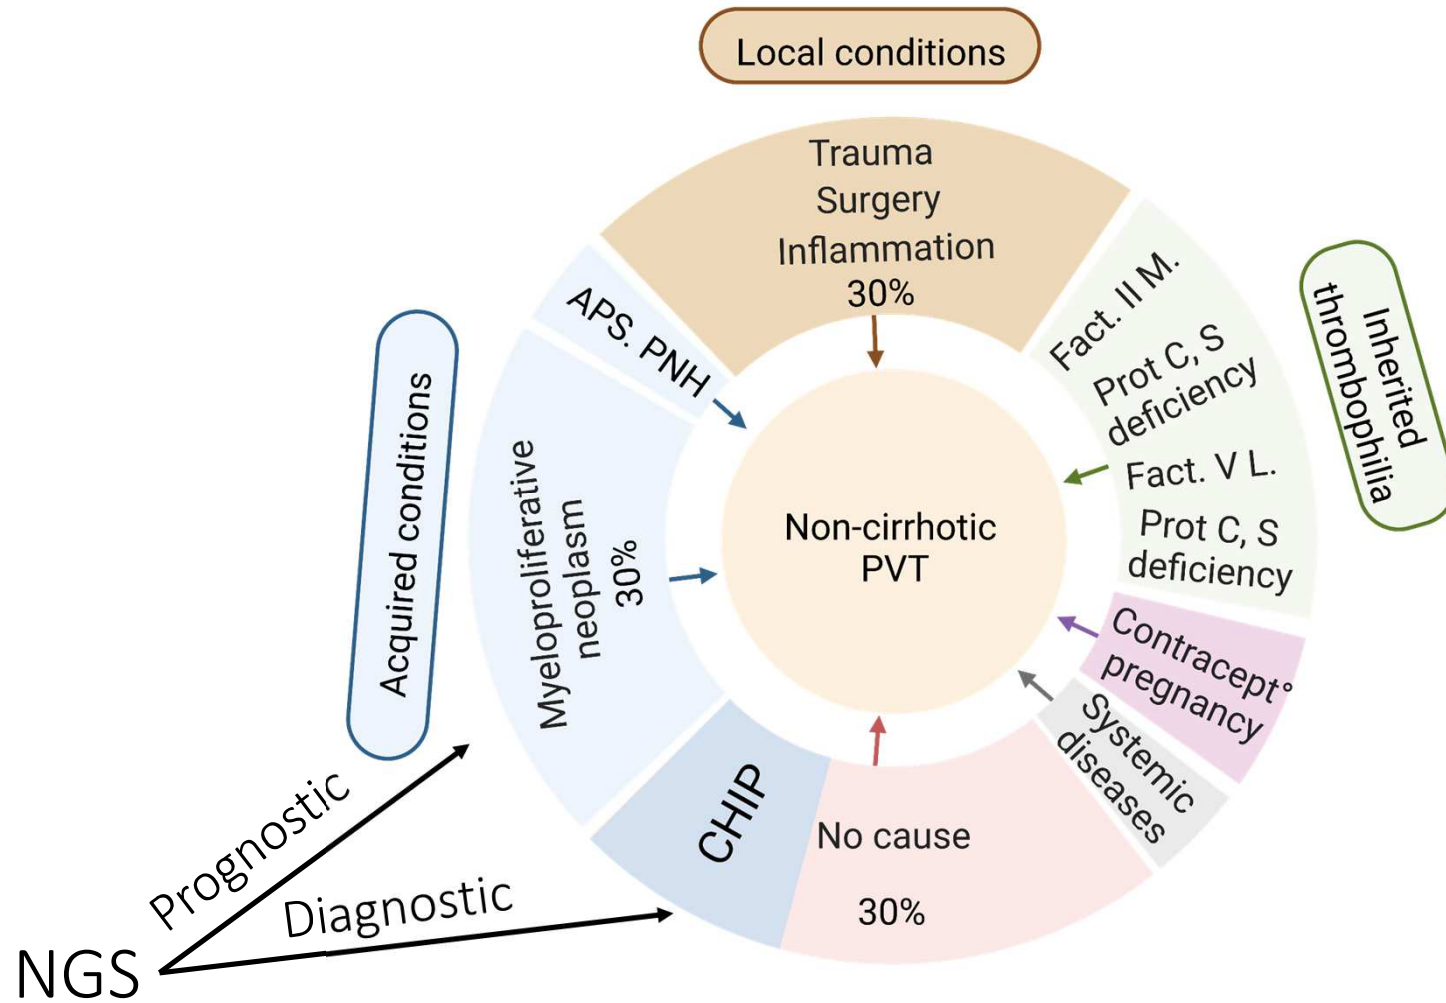 Local conditions
Trauma
Surgery
Inflammation
30%
Fact. II M.
Prot C, S
deficiency
Fact. V L.
Prot C, S
deficiency
Inherited
thrombophilia
Contracept°
pregnancy
Systemic
diseases
No cause
30%
CHIP
Myeloproliferative
neoplasm
30%
APS. PNH
Acquired conditions
Non-cirrhotic
PVT
Prognostic
Diagnostic
NGS